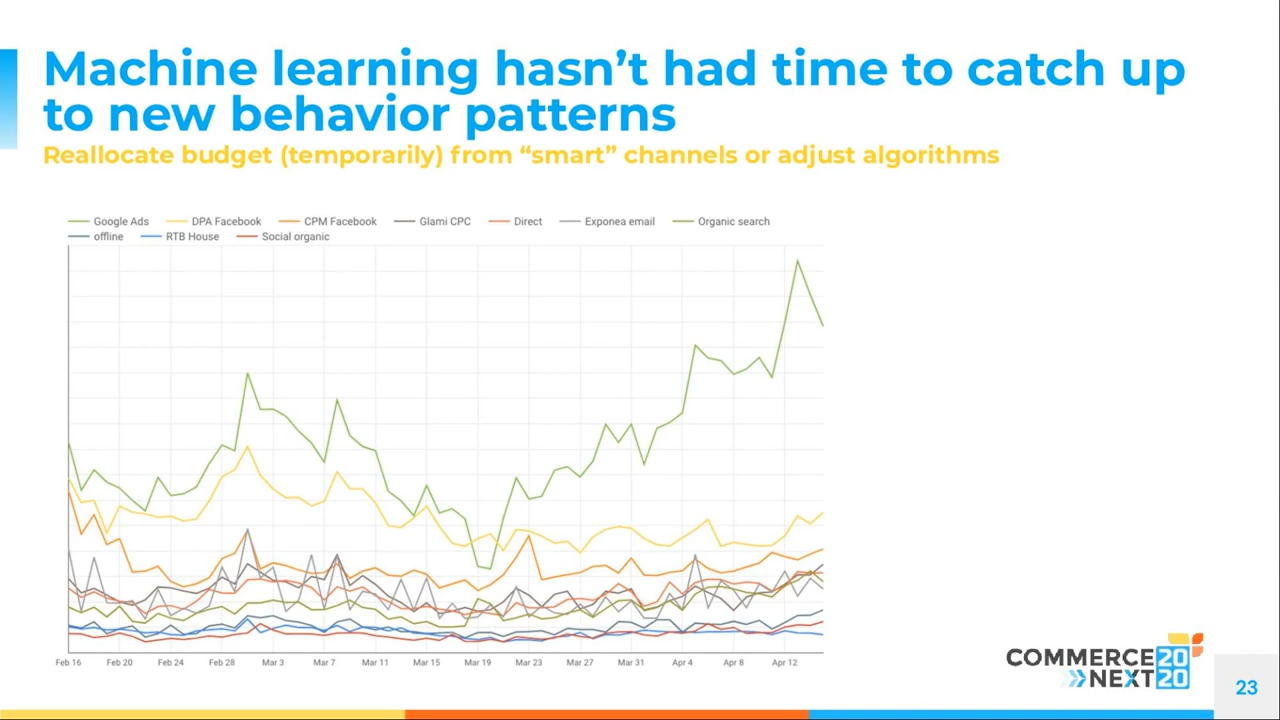 Machine learning hasn’t had time to catch up
to new behavior patterns
Reallocate budget (temporarily) from “smart” channels or adjust algorithms
Google Ads DPA Facebook CPM Facebook Glami CPC Direct Exponea email Organic search
offline RTB House Social organic
Feb 16 Feb 20 Feb 24 Feb 28 Mar 3 Mar 7 Mar 11 Mar 15 Mar 19 Mar 23 Mar 27 Mar 31 Apr 4 Apr 8 Apr 12
COMMERCE 20
NEXT 20
23